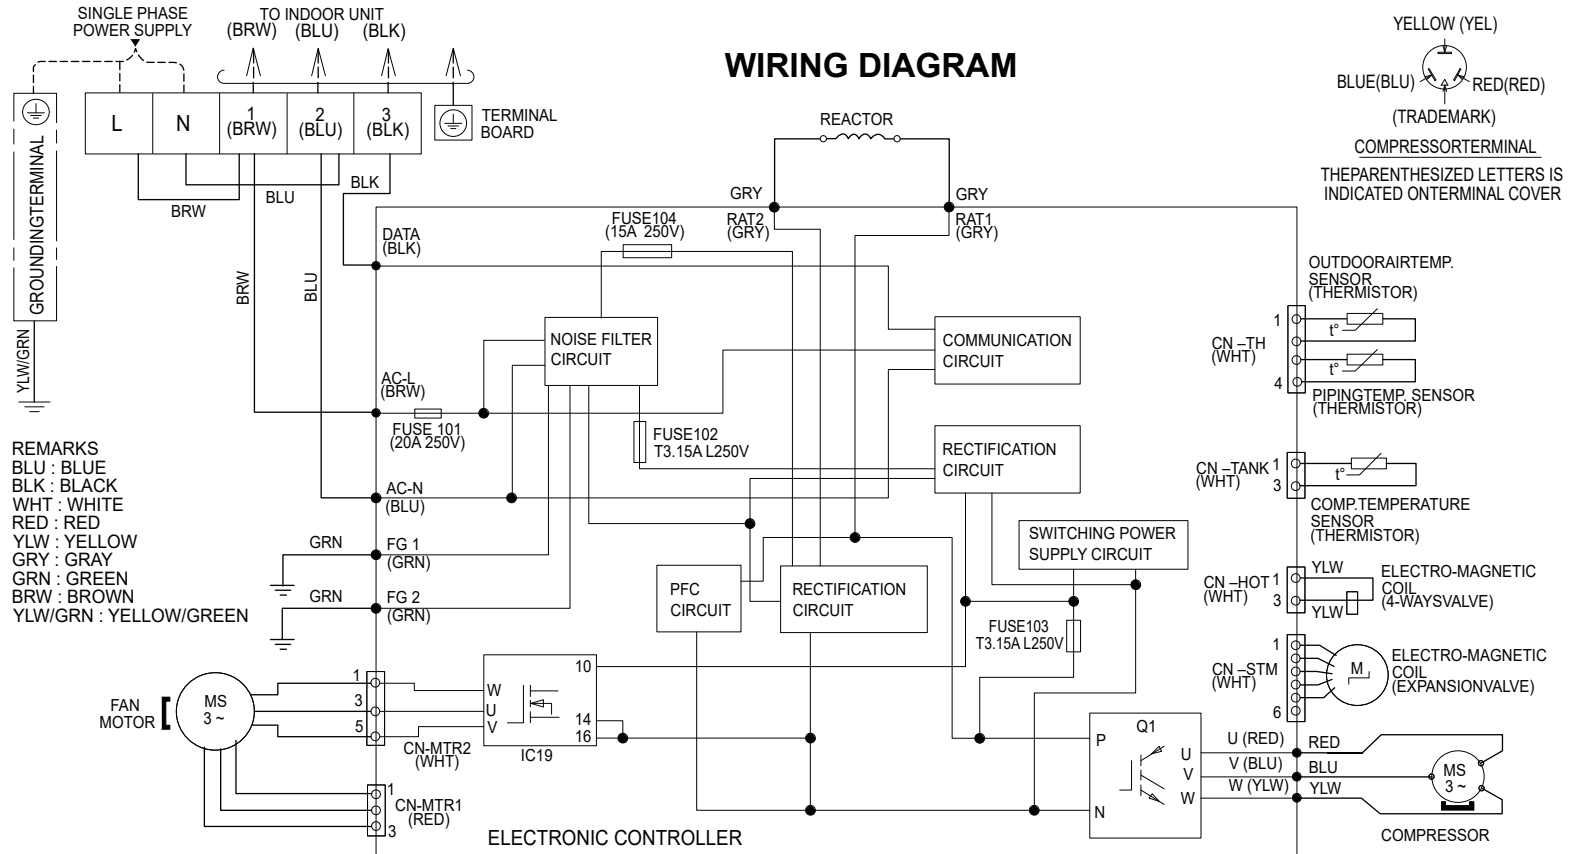 SINGLE PHASE
POWER SUPPLY
TO INDOOR UNIT
(BRW)
(BLU)
(BLK)
WIRING DIAGRAM
YELLOW (YEL)
BLUE(BLU)
RED(RED)
(TRADEMARK)
COMPRESSORTERMINAL
THEPARENTHESIZED LETTERS IS
INDICATED ONTERMINAL COVER
L
N
1
(BRW)
2
(BLU)
3
(BLK)
TERMINAL
BOARD
GROUNDINGTERMINAL
YLW/GRN
BRW
BLU
BLK
REACTOR
GRY
GRY
RAT2
(GRY)
RAT1
(GRY)
FUSE104
(15A 250V)
DATA
(BLK)
BRW
BLU
NOISE FILTER
CIRCUIT
COMMUNICATION
CIRCUIT
AC-L
(BRW)
FUSE 101
(20A 250V)
FUSE102
T3.15A L250V
RECTIFICATION
CIRCUIT
AC-N
(BLU)
GRN
FG 1
(GRN)
GRN
FG 2
(GRN)
SWITCHING POWER
SUPPLY CIRCUIT
PFC
CIRCUIT
RECTIFICATION
CIRCUIT
FUSE103
T3.15A L250V
OUTDOORAIRTEMP.
SENSOR
(THERMISTOR)
1
t°
CN –TH
(WHT)
t°
4
PIPINGTEMP. SENSOR
(THERMISTOR)
CN –TANK
(WHT)
1
3
t°
COMP.TEMPERATURE
SENSOR
(THERMISTOR)
CN –HOT
(WHT)
1
3
YLW
YLW
ELECTRO-MAGNETIC
COIL
(4-WAYSVALVE)
CN –STM
(WHT)
1
6
M
ELECTRO-MAGNETIC
COIL
(EXPANSIONVALVE)
REMARKS
BLU : BLUE
BLK : BLACK
WHT : WHITE
RED : RED
YLW : YELLOW
GRY : GRAY
GRN : GREEN
BRW : BROWN
YLW/GRN : YELLOW/GREEN
FAN
MOTOR
MS
3 ~
1
3
5
CN-MTR2
(WHT)
W
U
V
10
14
16
IC19
1
CN-MTR1
(RED)
3
ELECTRONIC CONTROLLER
P
N
Q1
U
V
W
U (RED)
V (BLU)
W (YLW)
RED
BLU
YLW
MS
3 ~
COMPRESSOR